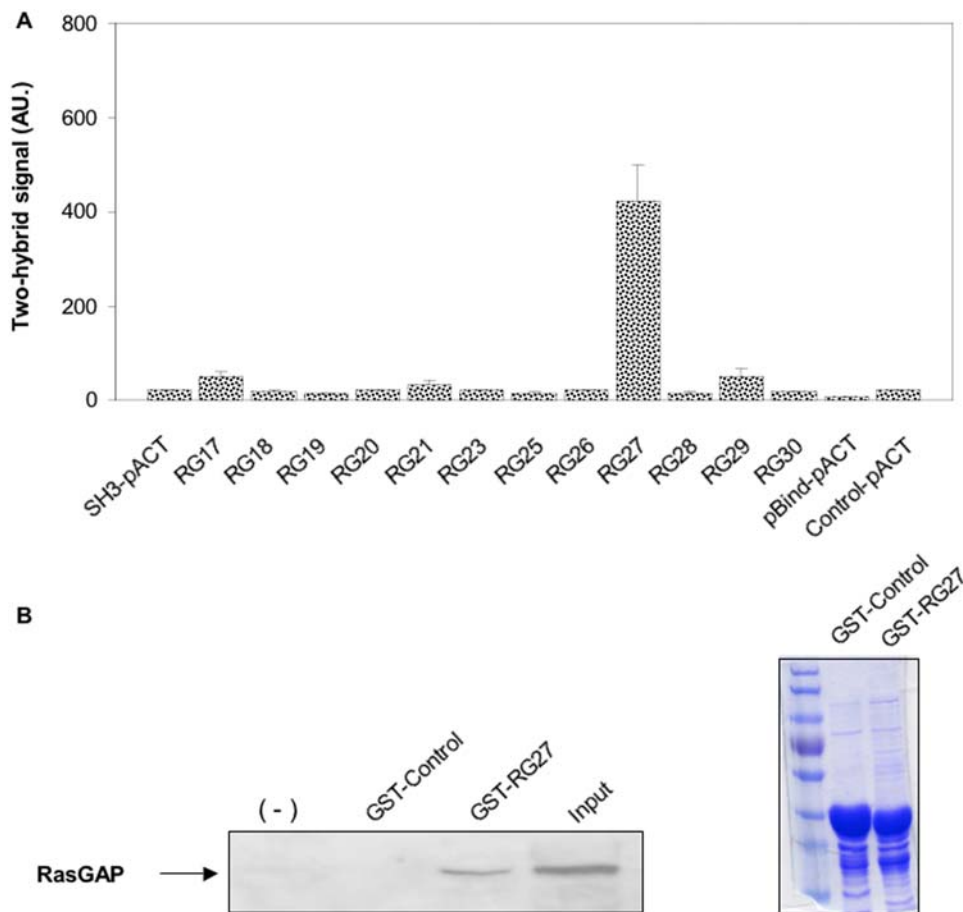 A
Two-hybrid signal (AU.)
800
600
400
200
0
SH3-pACT
RG17
RG18
RG19
RG20
RG21
RG23
RG25
RG26
RG27
RG28
RG29
RG30
pBind-pACT
Control-pACT
B
(-)
GST-Control
GST-RG27
Input
RasGAP
GST-Control
GST-RG27